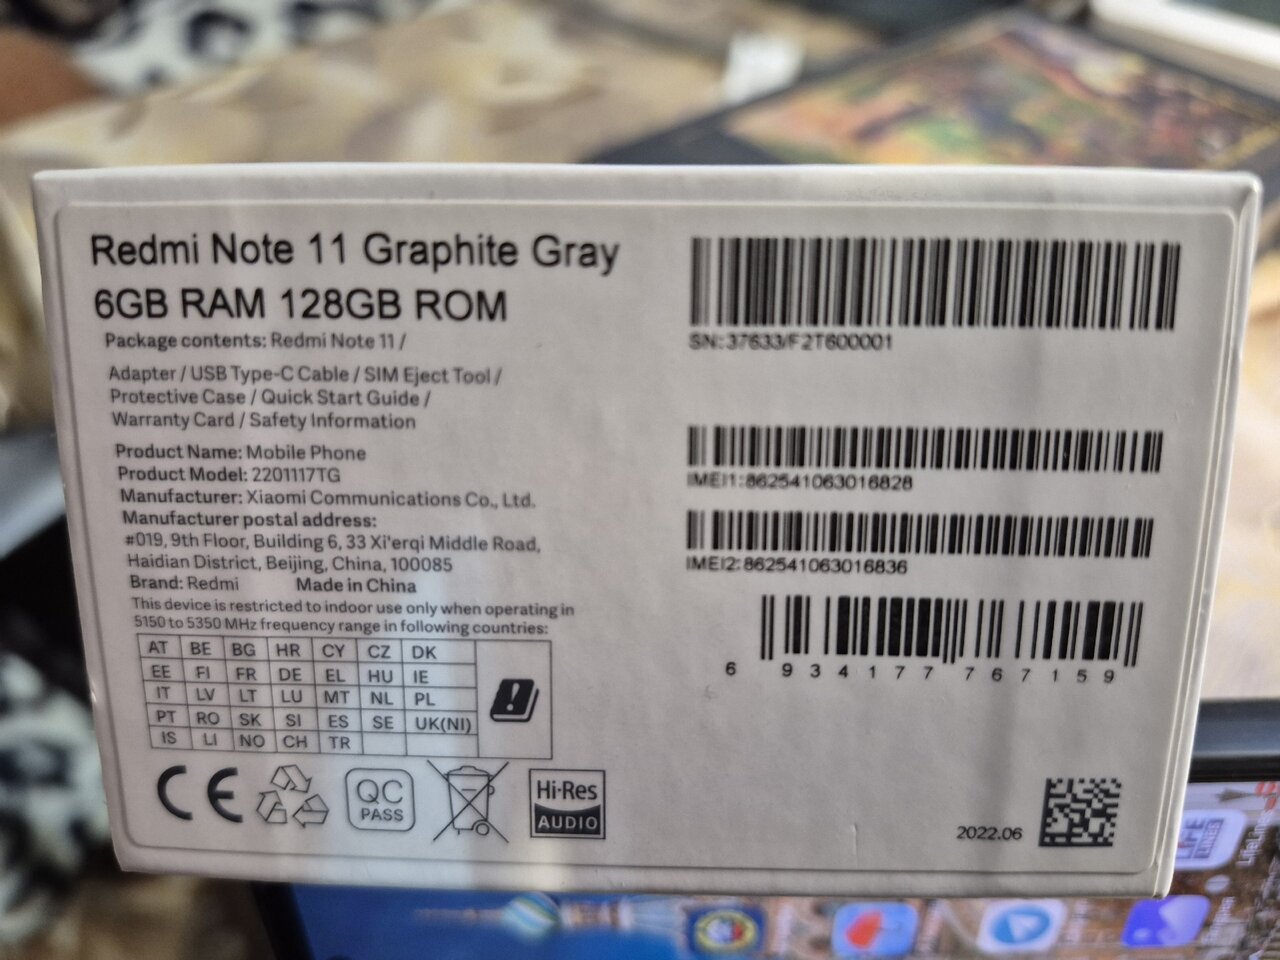 Redmi Note 11 Graphite Gray
6GB RAM 128GB ROM
Package contents: Redmi Note 11 /
Adapter / USB Type-C Cable / SIM Eject Tool /
Protective Case / Quick Start Guide /
Warranty Card / Safety Information
Product Name: Mobile Phone
Product Model: 2201117TG
Manufacturer: Xiaomi Communications Co., Ltd.
Manufacturer postal address:
#019, 9th Floor, Building 6, 33 Xi'erqi Middle Road,
Haidian District, Beijing, China, 100085
Brand: Redmi Made in China
This device is restricted to indoor use only when operating in
5150 to 5350 MHz frequency range in following countries:
AT BE BG HR CY CZ DK
EE FI FR DE EL HU IE
IT LV LT LU MT NL PL
PT RO SK SI ES SE UK(NI)
IS LI NO CH TR
CE
QC
PASS
Hi-Res
AUDIO
SN:37633/F2T600001
IMEI1:862541063016828
IMEI2:862541063016836
6 934177 767159
2022.06
LIFE